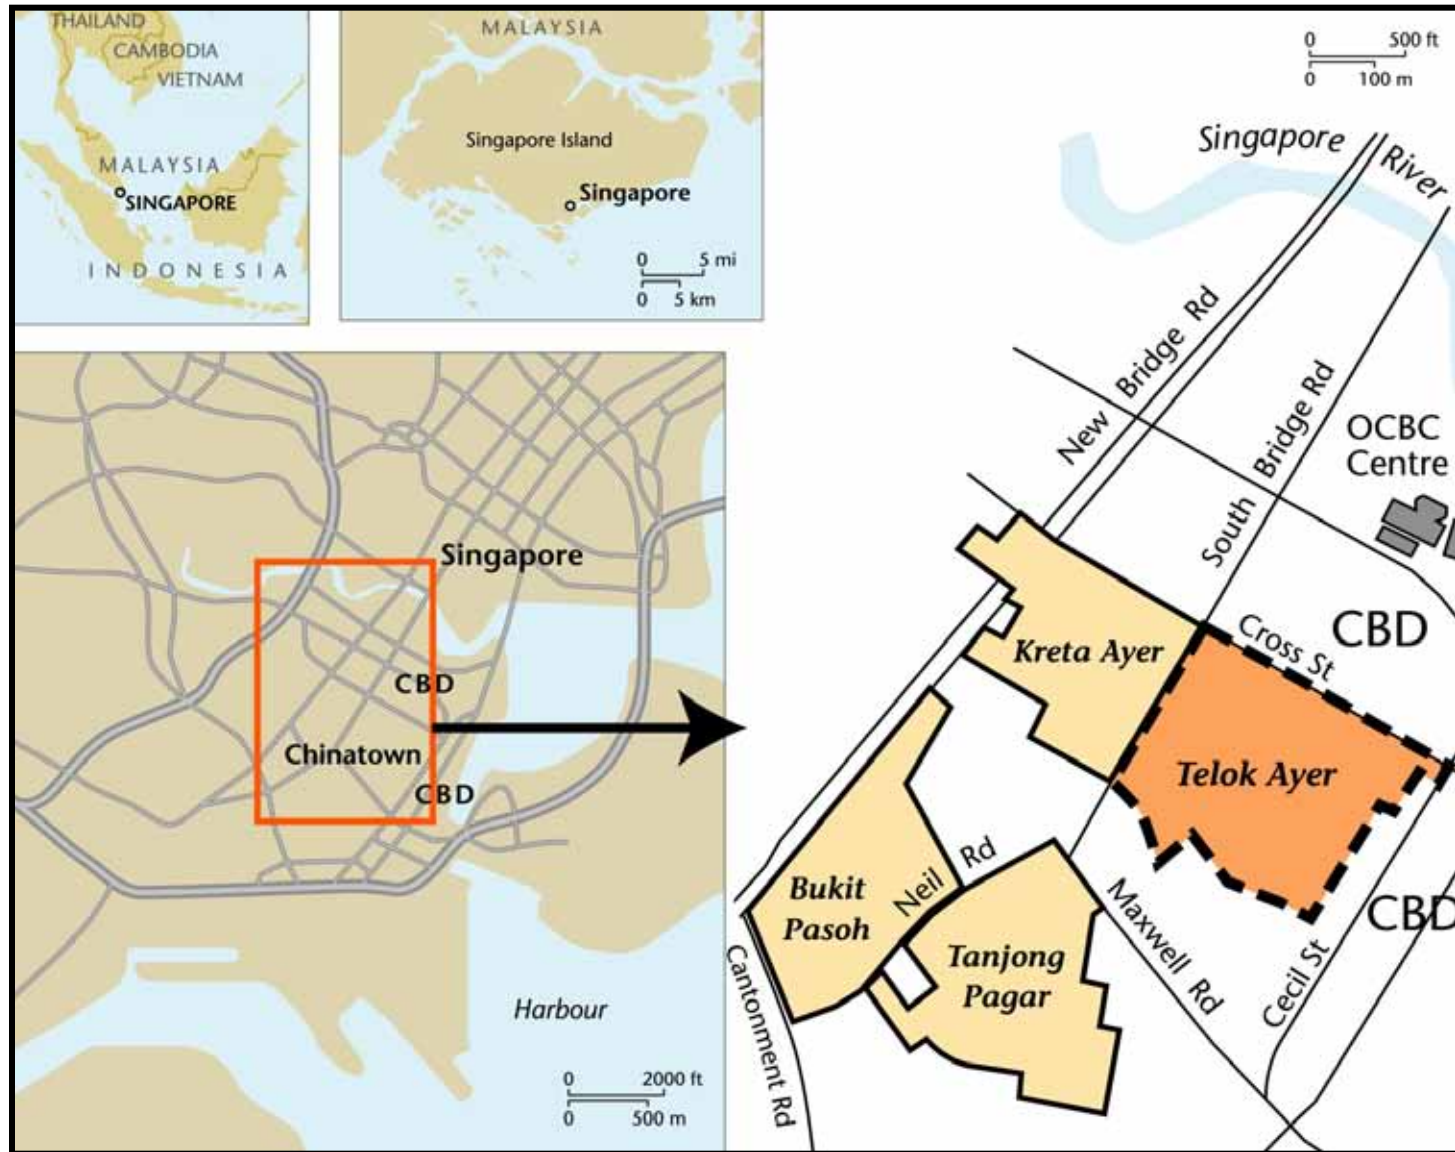 THAILAND
CAMBODIA
VIETNAM
MALAYSIA
SINGAPORE
INDONESIA
MALAYSIA
Singapore Island
Singapore
0 5 mi
0 5 km
0 500 ft
0 100 m
Singapore River
New Bridge Rd
South Bridge Rd
OCBC
Centre
Cross St
CBD
Kreta Ayer
Telok Ayer
Bukit
Pasoh
Neil Rd
Tanjong
Pagar
Maxwell Rd
Cecil St
CBD
Cantonment Rd
Singapore
CBD
Chinatown
CBD
Harbour
0 2000 ft
0 500 m